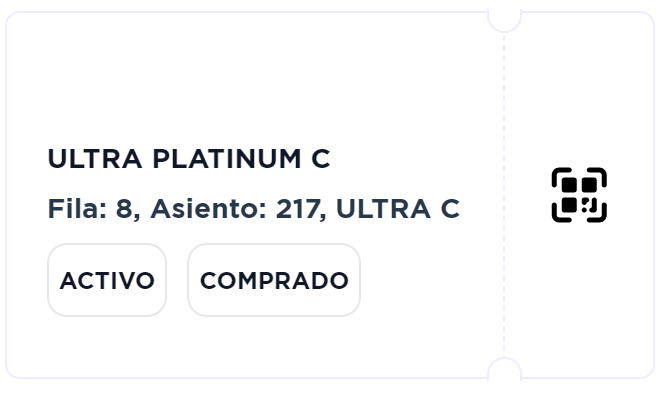 ULTRA PLATINUM C
Fila: 8, Asiento: 217, ULTRA C
ACTIVO COMPRADO